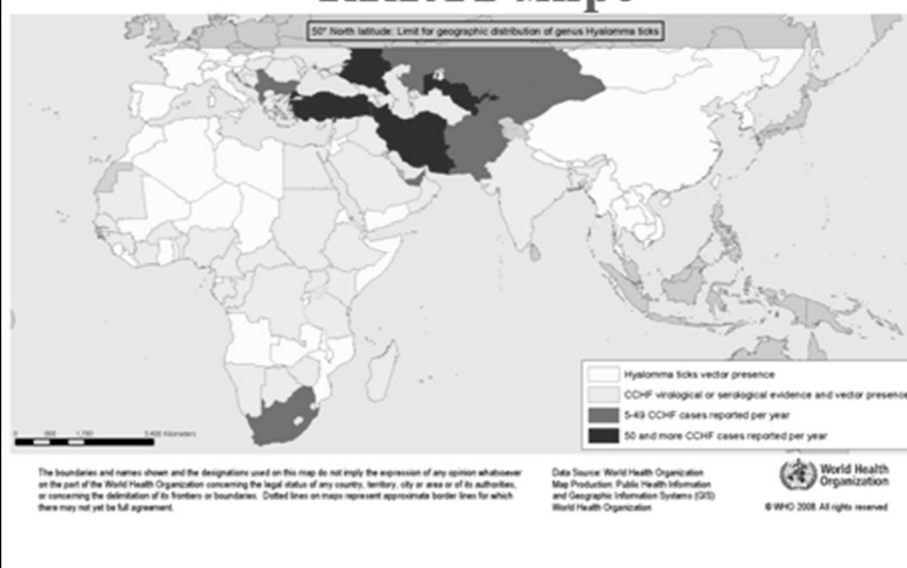 50° North latitude: Limit for geographic distribution of genus Hyalomma ticks
Hyalomma ticks vector presence
CCHF virological or serological evidence and vector presence
5-49 CCHF cases reported per year
50 and more CCHF cases reported per year
The boundaries and names shown and the designations used on this map do not imply the expression of any opinion whatsoever
on the part of the World Health Organization concerning the legal status of any country, territory, city or area or of its authorities,
or concerning the delimitation of its frontiers or boundaries. Dotted lines on maps represent approximate border lines for which
there may not yet be full agreement.
Data Source: World Health Organization
Map Production: Public Health Information
and Geographic Information Systems (GIS)
World Health Organization
World Health
Organization
© WHO 2008. All rights reserved